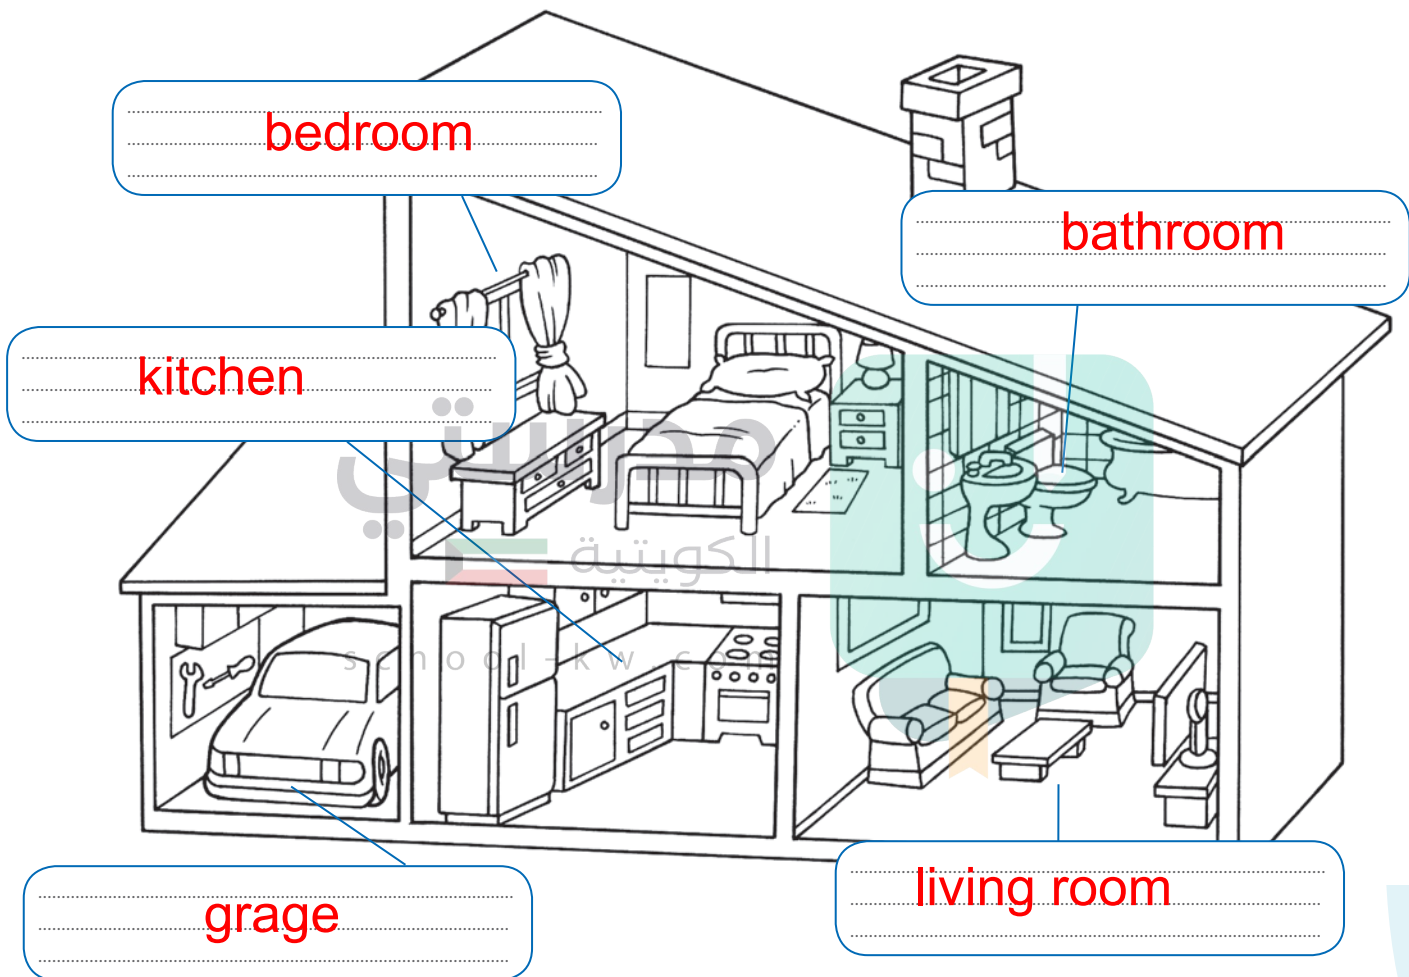 bedroom
bathroom
kitchen
مدرستي
الكويتية
school-kw.com
grage
living room